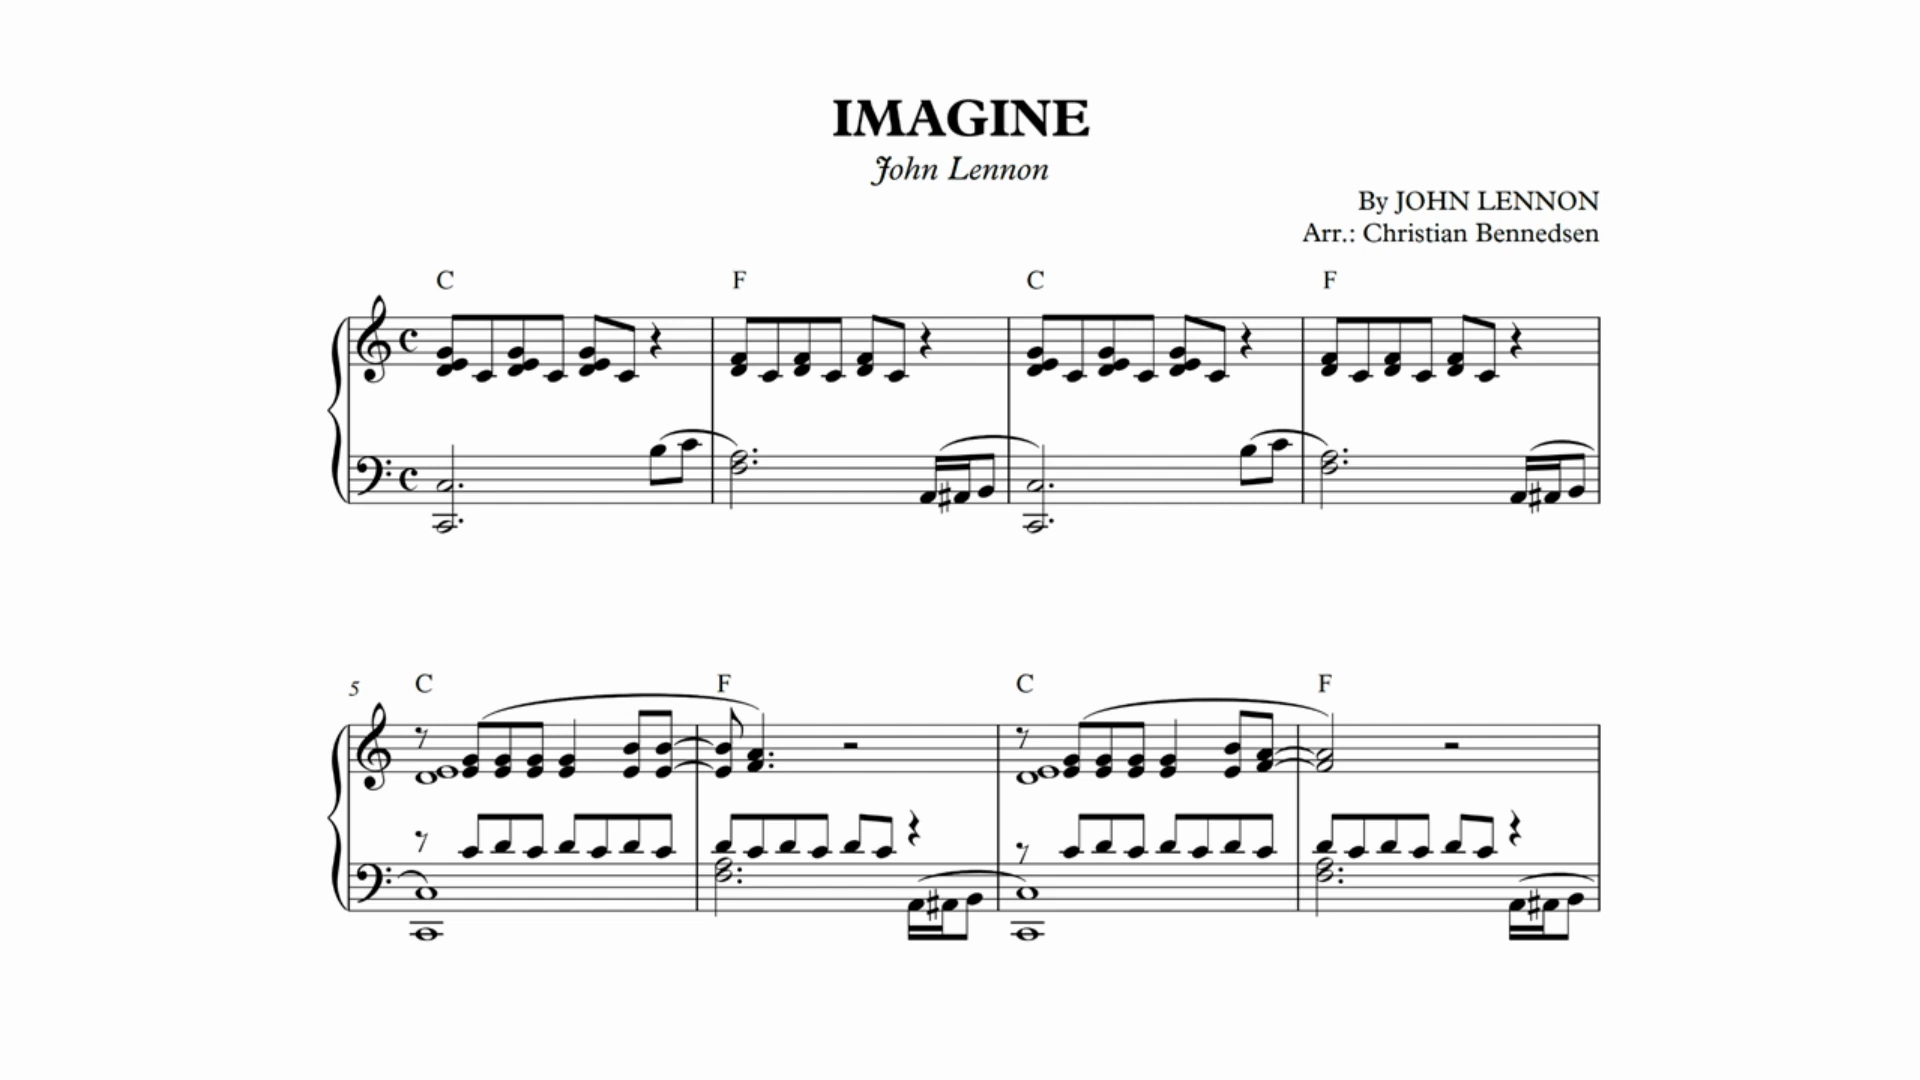 IMAGINE
John Lennon
By JOHN LENNON
Arr.: Christian Bennedsen
C F C F
5 C F C F